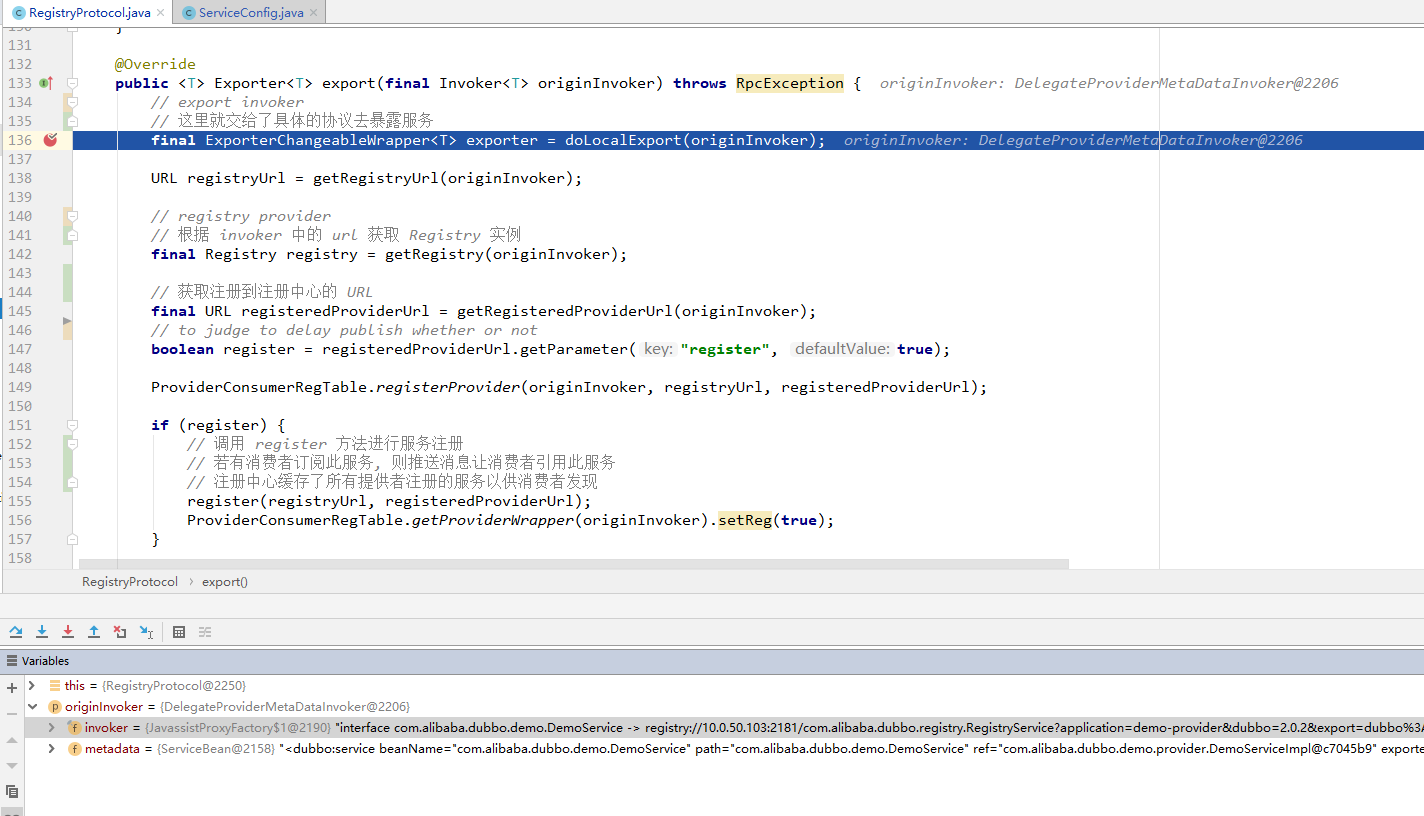 RegistryProtocol.java
ServiceConfig.java
130 }
131
132 @Override
133 public <T> Exporter<T> export(final Invoker<T> originInvoker) throws RpcException { originInvoker: DelegateProviderMetaDataInvoker@2206
134 // export invoker
135 // 这里就交给了具体的协议去暴露服务
136 final ExporterChangeableWrapper<T> exporter = doLocalExport(originInvoker); originInvoker: DelegateProviderMetaDataInvoker@2206
137
138 URL registryUrl = getRegistryUrl(originInvoker);
139
140 // registry provider
141 // 根据 invoker 中的 url 获取 Registry 实例
142 final Registry registry = getRegistry(originInvoker);
143
144 // 获取注册到注册中心的 URL
145 final URL registeredProviderUrl = getRegisteredProviderUrl(originInvoker);
146 // to judge to delay publish whether or not
147 boolean register = registeredProviderUrl.getParameter( key: "register", defaultValue: true);
148
149 ProviderConsumerRegTable.registerProvider(originInvoker, registryUrl, registeredProviderUrl);
150
151 if (register) {
152 // 调用 register 方法进行服务注册
153 // 若有消费者订阅此服务, 则推送消息让消费者引用此服务
154 // 注册中心缓存了所有提供者注册的服务以供消费者发现
155 register(registryUrl, registeredProviderUrl);
156 ProviderConsumerRegTable.getProviderWrapper(originInvoker).setReg(true);
157 }
158
RegistryProtocol › export()
Variables
this = {RegistryProtocol@2250}
originInvoker = {DelegateProviderMetaDataInvoker@2206}
invoker = {JavassistProxyFactory$1@2190} "interface com.alibaba.dubbo.demo.DemoService -> registry://10.0.50.103:2181/com.alibaba.dubbo.registry.RegistryService?application=demo-provider&dubbo=2.0.2&export=dubbo%3A
metadata = {ServiceBean@2158} "<dubbo:service beanName="com.alibaba.dubbo.demo.DemoService" path="com.alibaba.dubbo.demo.DemoService" ref="com.alibaba.dubbo.demo.provider.DemoServiceImpl@c7045b9" exporte